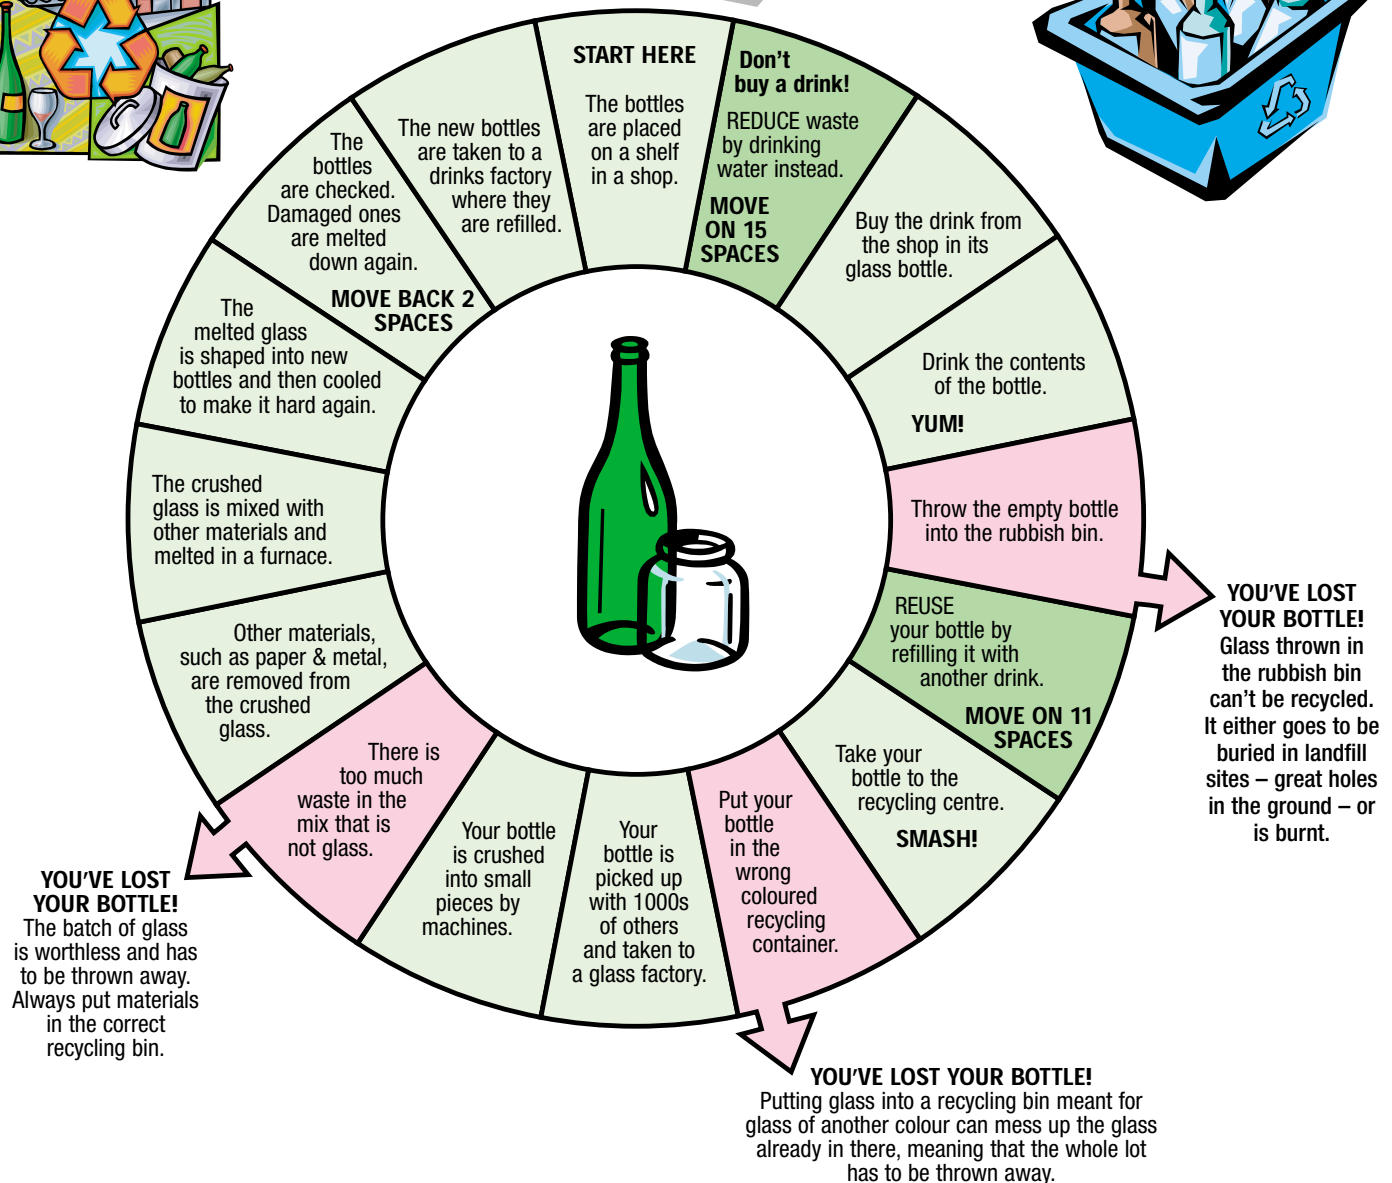 START HERE
The bottles
are placed
on a shelf
in a shop.
Don't
buy a drink!
REDUCE waste
by drinking
water instead.
MOVE
ON 15
SPACES
Buy the drink from
the shop in its
glass bottle.
Drink the contents
of the bottle.
YUM!
Throw the empty bottle
into the rubbish bin.
YOU'VE LOST
YOUR BOTTLE!
Glass thrown in
the rubbish bin
can't be recycled.
It either goes to be
buried in landfill
sites – great holes
in the ground – or
is burnt.
REUSE
your bottle by
refilling it with
another drink.
MOVE ON 11
SPACES
Take your
bottle to the
recycling centre.
SMASH!
Put your
bottle
in the
wrong
coloured
recycling
container.
YOU'VE LOST YOUR BOTTLE!
Putting glass into a recycling bin meant for
glass of another colour can mess up the glass
already in there, meaning that the whole lot
has to be thrown away.
Your
bottle is
picked up
with 1000s
of others
and taken to
a glass factory.
Your bottle
is crushed
into small
pieces by
machines.
There is
too much
waste in the
mix that is
not glass.
YOU'VE LOST
YOUR BOTTLE!
The batch of glass
is worthless and has
to be thrown away.
Always put materials
in the correct
recycling bin.
Other materials,
such as paper & metal,
are removed from
the crushed
glass.
The crushed
glass is mixed with
other materials and
melted in a furnace.
The
melted glass
is shaped into new
bottles and then cooled
to make it hard again.
The
bottles
are checked.
Damaged ones
are melted
down again.
MOVE BACK 2
SPACES
The new bottles
are taken to a
drinks factory
where they
are refilled.